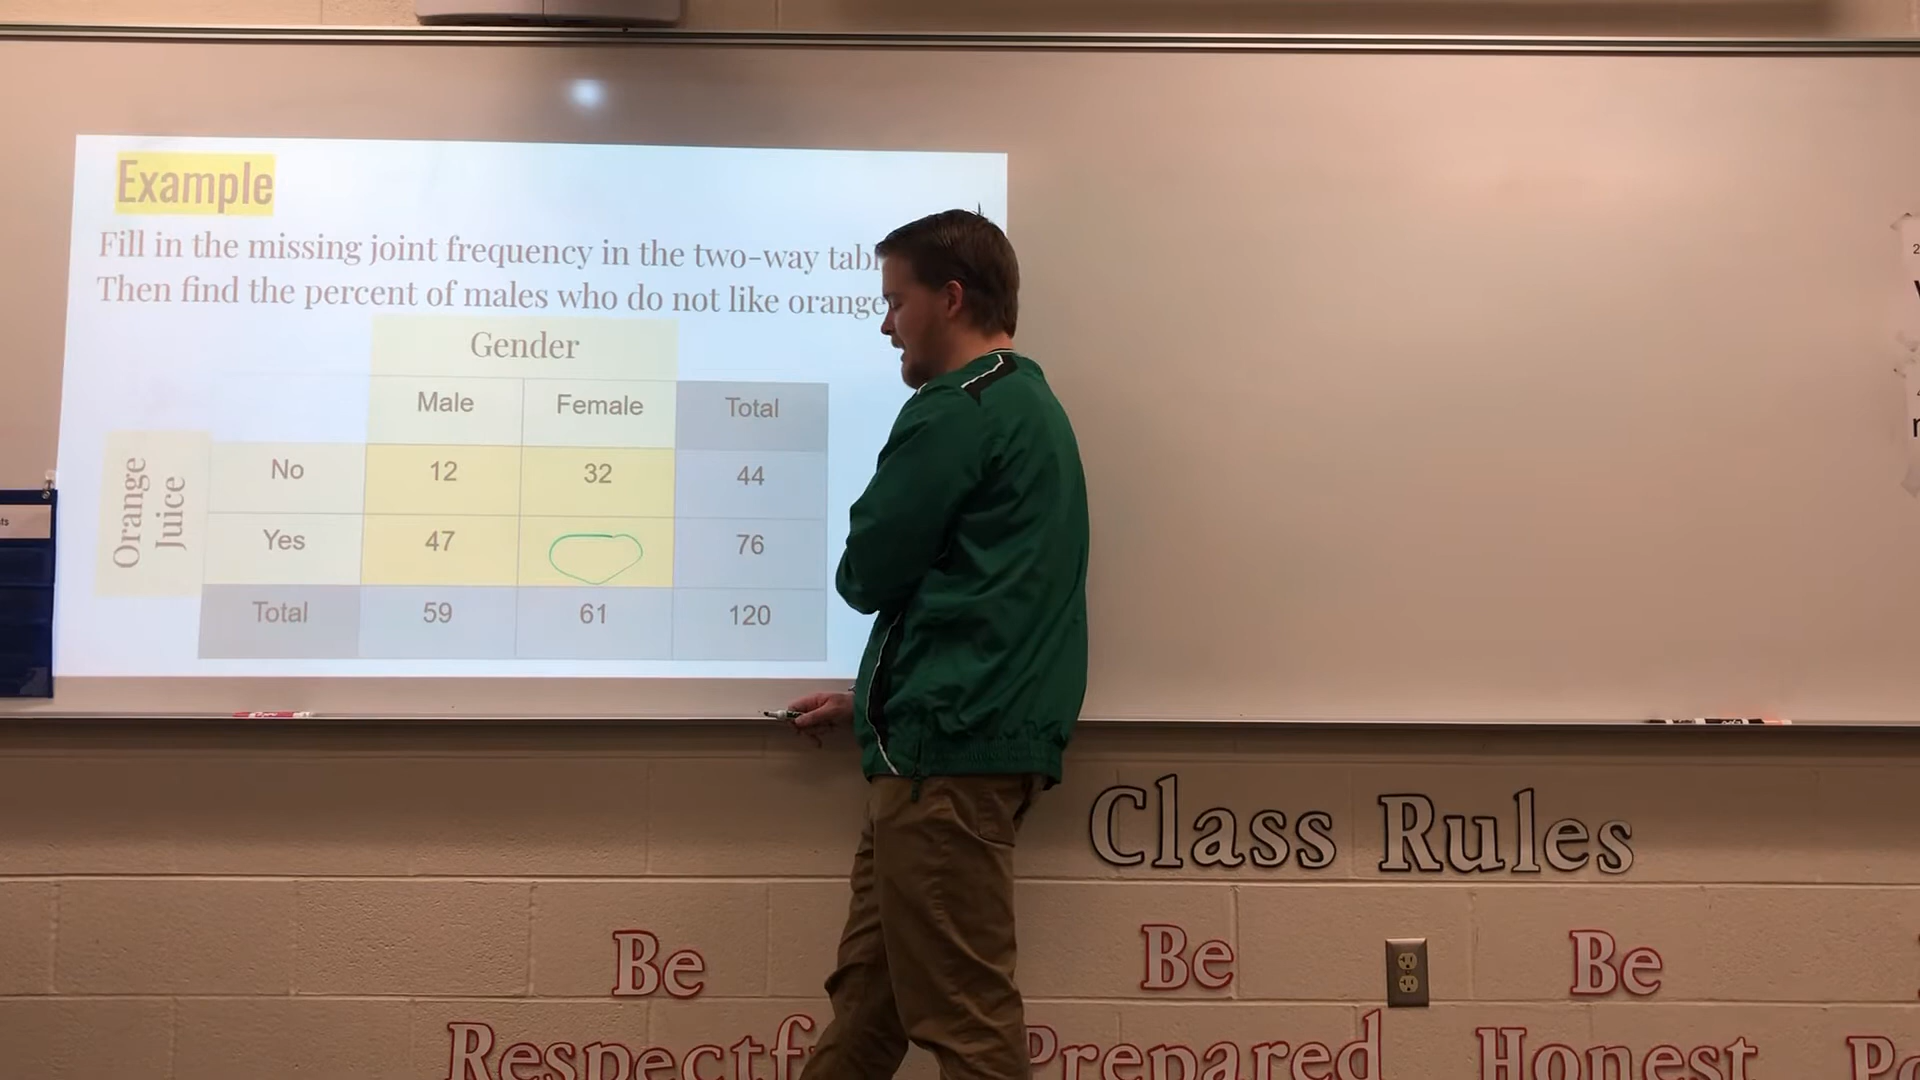 Example
Fill in the missing joint frequency in the two-way
Then find the percent of males who do not like orange
Gender
Male Female Total
Orange
Juice
No 12 32 44
Yes 47 76
Total 59 61 120
Class Rules
Be Be Be
Prepared Honest